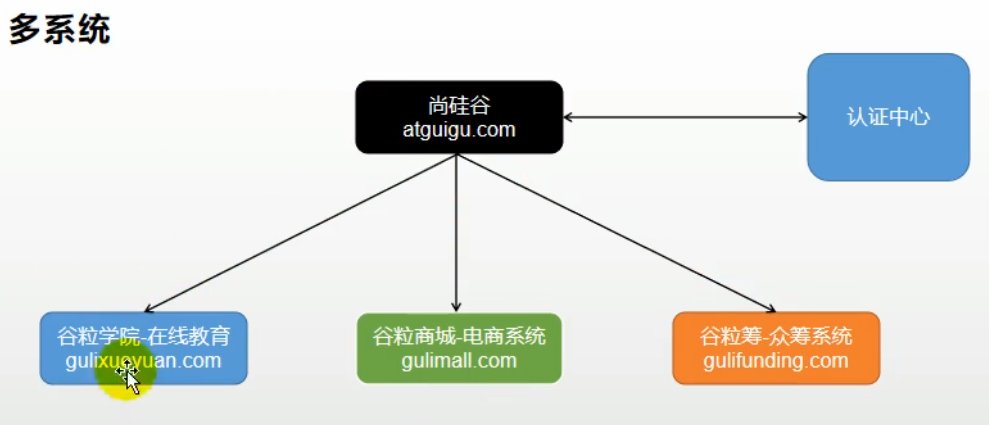 多系统
尚硅谷
atguigu.com
认证中心
谷粒学院-在线教育
gulixueyuan.com
谷粒商城-电商系统
gulimall.com
谷粒筹-众筹系统
gulifunding.com